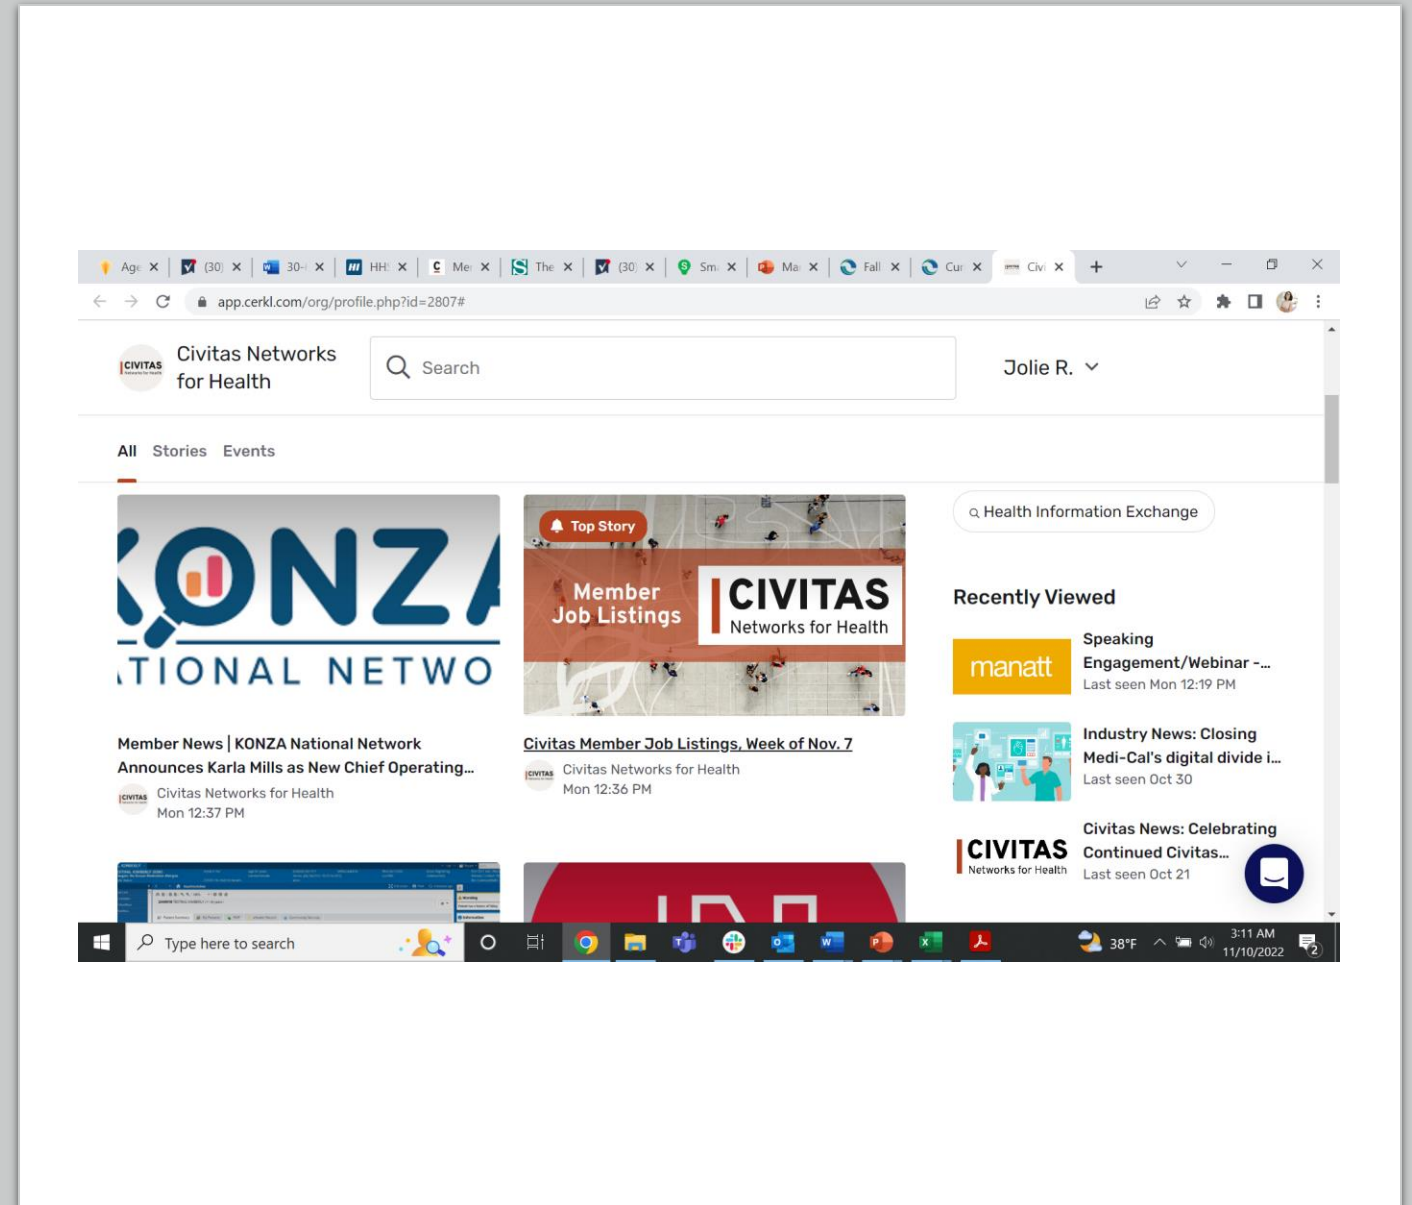 Age (30) 30- HH HHS Me The (30) Sm Ma Fall Cur Civi
app.cerkl.com/org/profile.php?id=2807#
CIVITAS
Civitas Networks
for Health
Search
Jolie R.
All Stories Events
KONZA
TIONAL NETWO
Member News | KONZA National Network
Announces Karla Mills as New Chief Operating...
CIVITAS
Civitas Networks for Health
Mon 12:37 PM
Top Story
Member
Job Listings
CIVITAS
Networks for Health
Civitas Member Job Listings, Week of Nov. 7
CIVITAS
Civitas Networks for Health
Mon 12:36 PM
Health Information Exchange
Recently Viewed
manatt
Speaking
Engagement/Webinar -...
Last seen Mon 12:19 PM
Industry News: Closing
Medi-Cal's digital divide i...
Last seen Oct 30
CIVITAS
Networks for Health
Civitas News: Celebrating
Continued Civitas...
Last seen Oct 21
Type here to search
38°F
3:11 AM
11/10/2022
2